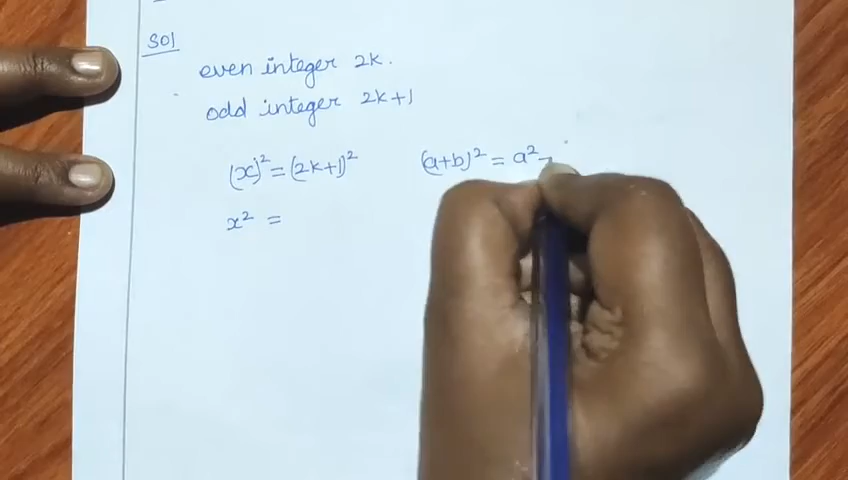 Sol
even integer 2k.
odd integer 2k+1
(x)² = (2k+1)² (a+b)² = a²
x² =